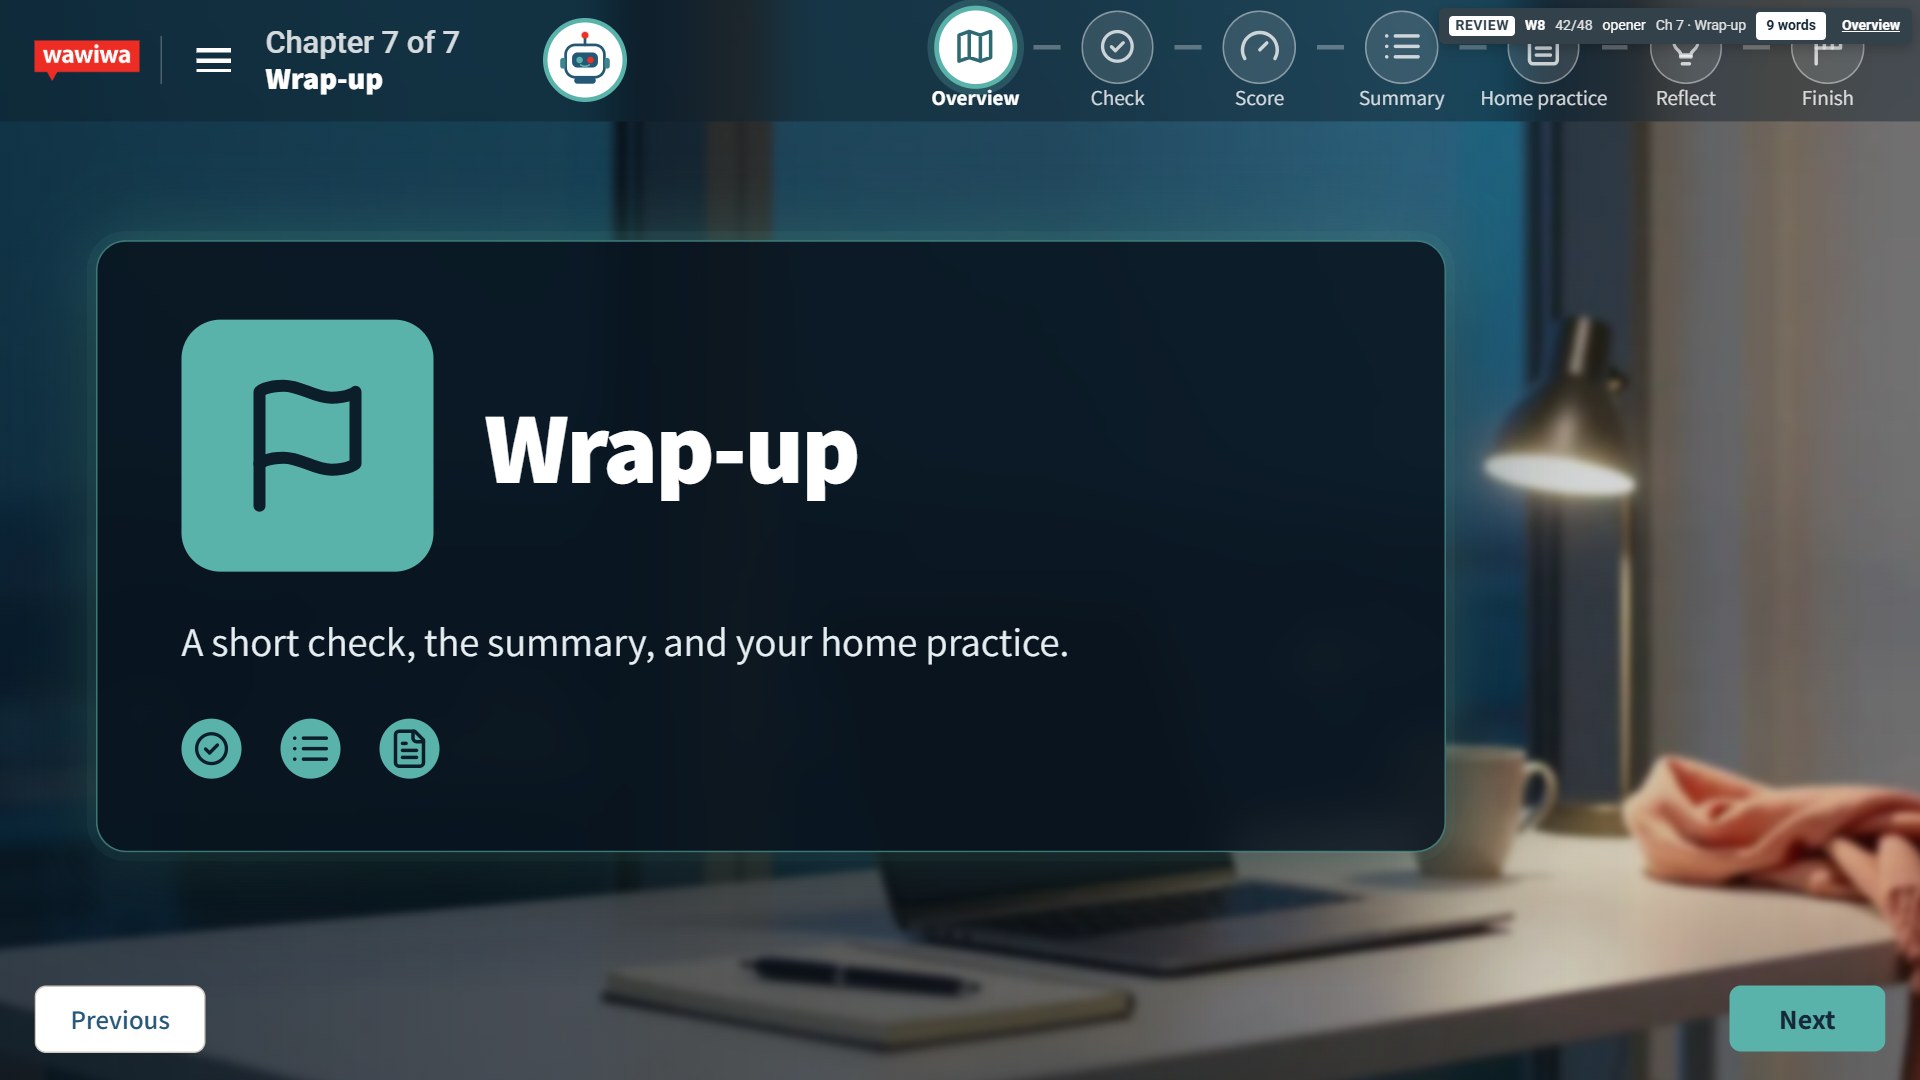 wawiwa
Chapter 7 of 7
Wrap-up
REVIEW W8 42/48 opener Ch 7 · Wrap-up 9 words Overview
Overview
Check
Score
Summary
Home practice
Reflect
Finish
Wrap-up
A short check, the summary, and your home practice.
Previous
Next